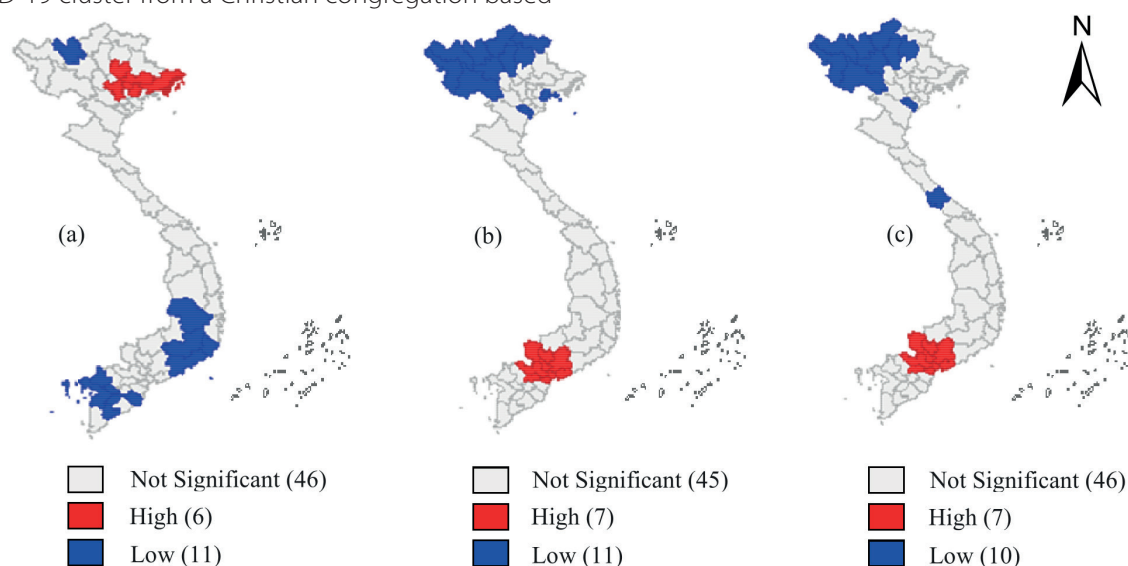 D-19 cluster from a Christian congregation based
N
(a)
(b)
(c)
Not Significant (46)
High (6)
Low (11)
Not Significant (45)
High (7)
Low (11)
Not Significant (46)
High (7)
Low (10)